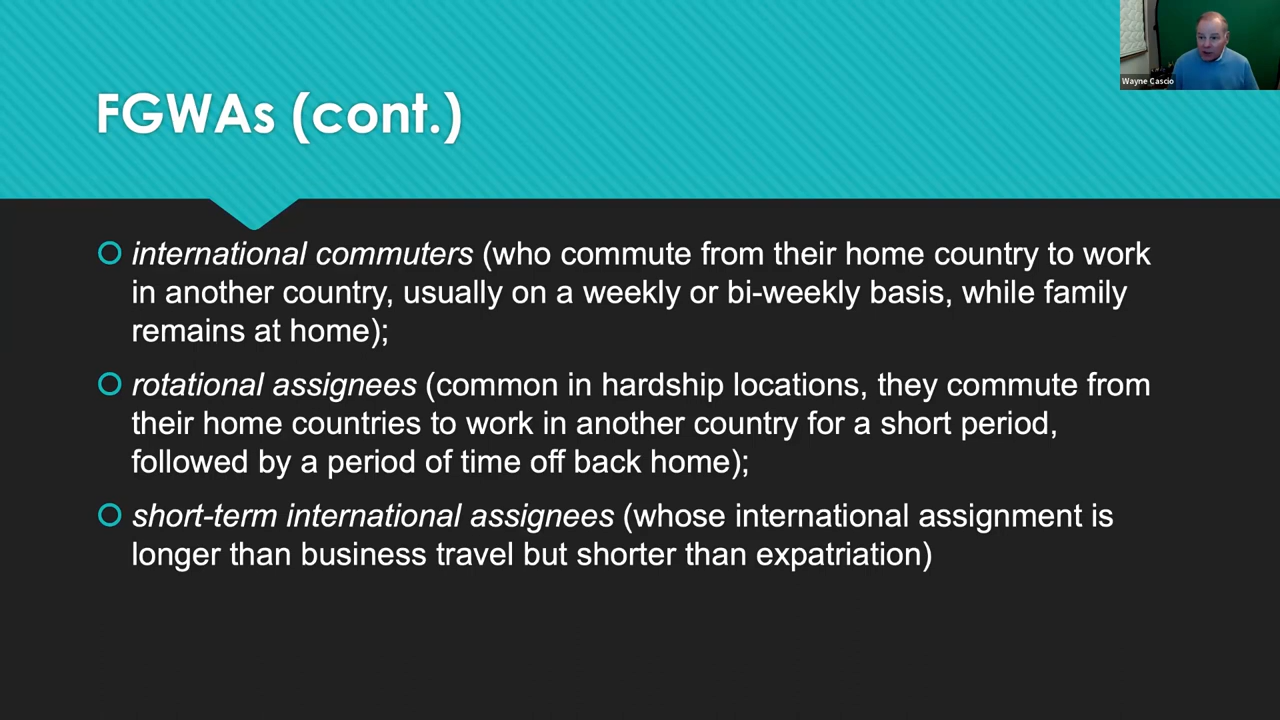 Wayne Cascio
FGWAs (cont.)
international commuters (who commute from their home country to work
in another country, usually on a weekly or bi-weekly basis, while family
remains at home);
rotational assignees (common in hardship locations, they commute from
their home countries to work in another country for a short period,
followed by a period of time off back home);
short-term international assignees (whose international assignment is
longer than business travel but shorter than expatriation)